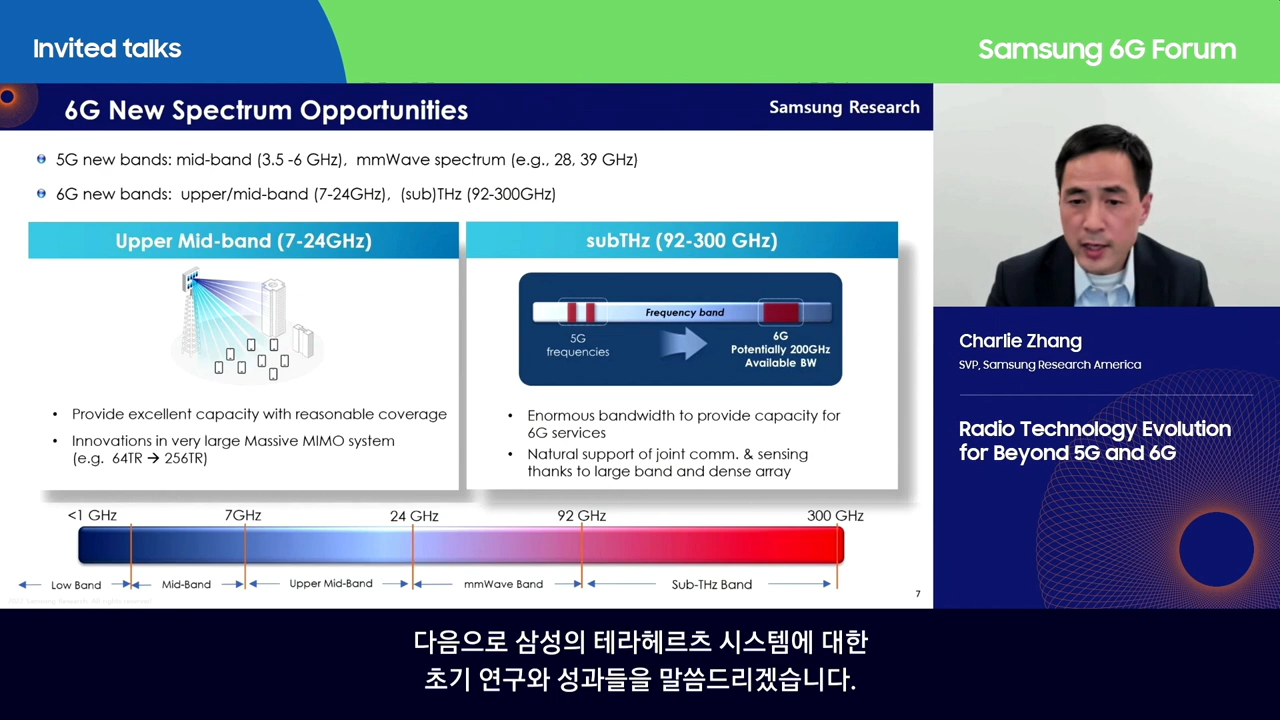 Invited talks
Samsung 6G Forum
6G New Spectrum Opportunities
Samsung Research
5G new bands: mid-band (3.5 -6 GHz), mmWave spectrum (e.g., 28, 39 GHz)
6G new bands: upper/mid-band (7-24GHz), (sub)THz (92-300GHz)
Upper Mid-band (7-24GHz)
• Provide excellent capacity with reasonable coverage
• Innovations in very large Massive MIMO system
(e.g. 64TR → 256TR)
subTHz (92-300 GHz)
Frequency band
5G
frequencies
6G
Potentially 200GHz
Available BW
• Enormous bandwidth to provide capacity for
6G services
• Natural support of joint comm. & sensing
thanks to large band and dense array
<1 GHz 7GHz 24 GHz 92 GHz 300 GHz
Low Band Mid-Band Upper Mid-Band mmWave Band Sub-THz Band
7
Charlie Zhang
SVP, Samsung Research America
Radio Technology Evolution
for Beyond 5G and 6G
다음으로 삼성의 테라헤르츠 시스템에 대한
초기 연구와 성과들을 말씀드리겠습니다.